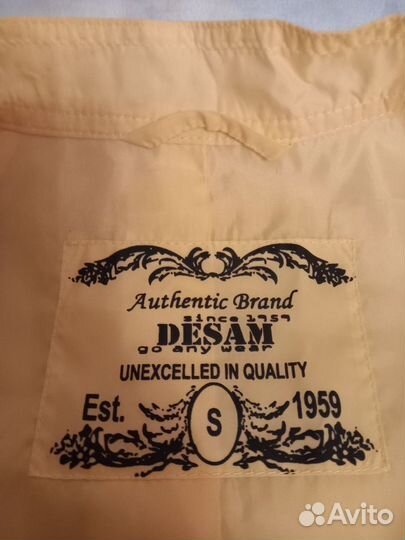 Authentic Brand
since 1959
DESAM
go any wear
UNEXCELLED IN QUALITY
Est. S 1959
Avito